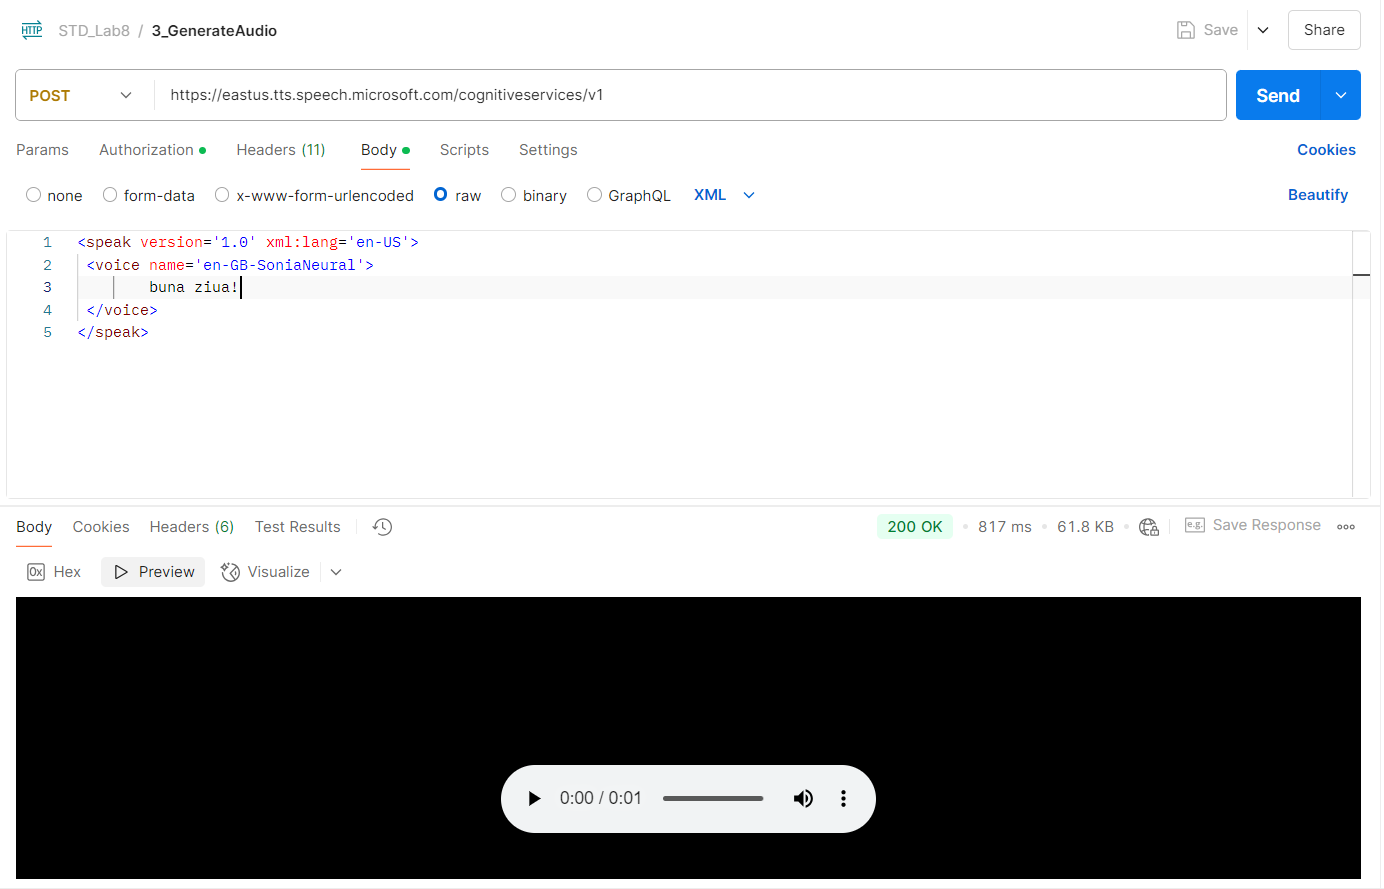 HTTP STD_Lab8 / 3_GenerateAudio Save Share
POST https://eastus.tts.speech.microsoft.com/cognitiveservices/v1 Send
Params Authorization Headers (11) Body Scripts Settings Cookies
none form-data x-www-form-urlencoded raw binary GraphQL XML Beautify
1 <speak version='1.0' xml:lang='en-US'>
2 <voice name='en-GB-SoniaNeural'>
3 buna ziua!
4 </voice>
5 </speak>
Body Cookies Headers (6) Test Results 200 OK • 817 ms • 61.8 KB • e.g. Save Response
0x Hex Preview Visualize
0:00 / 0:01